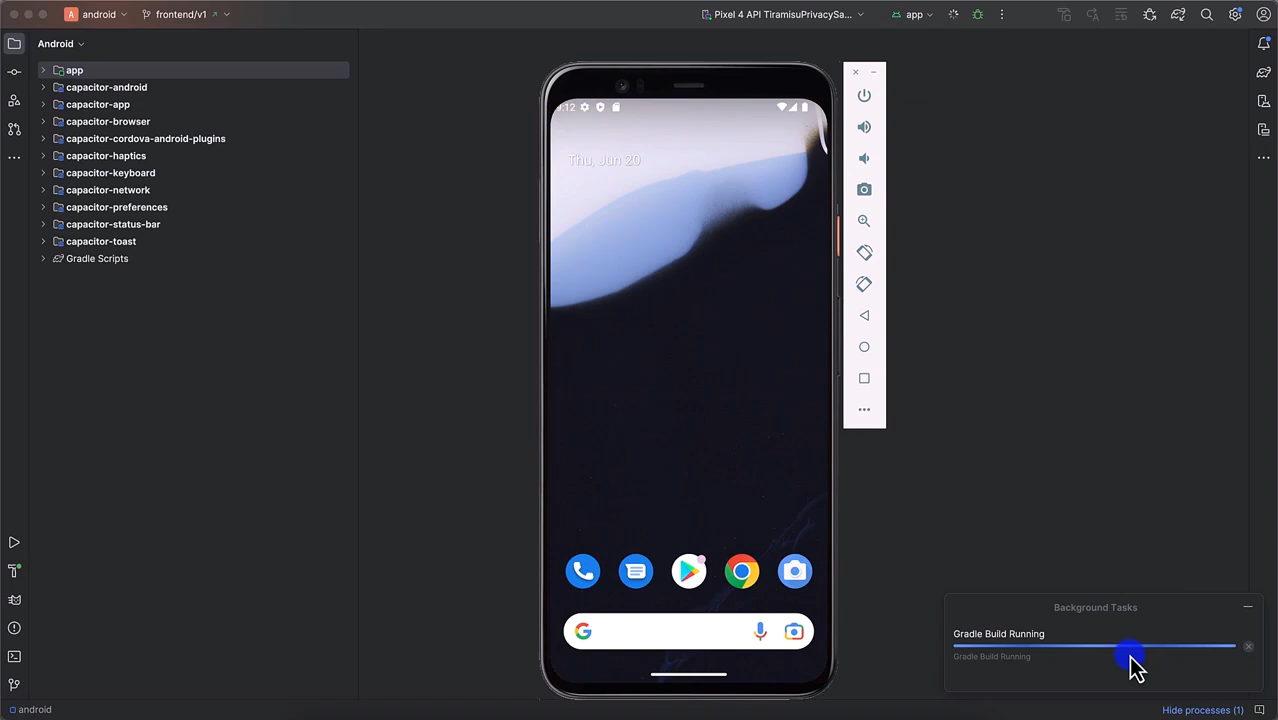 A android
frontend/v1
Pixel 4 API TiramisuPrivacySa...
app
Android
app
capacitor-android
capacitor-app
capacitor-browser
capacitor-cordova-android-plugins
capacitor-haptics
capacitor-keyboard
capacitor-network
capacitor-preferences
capacitor-status-bar
capacitor-toast
Gradle Scripts
:12
Thu, Jun 20
G
Background Tasks
Gradle Build Running
Gradle Build Running
android
Hide processes (1)